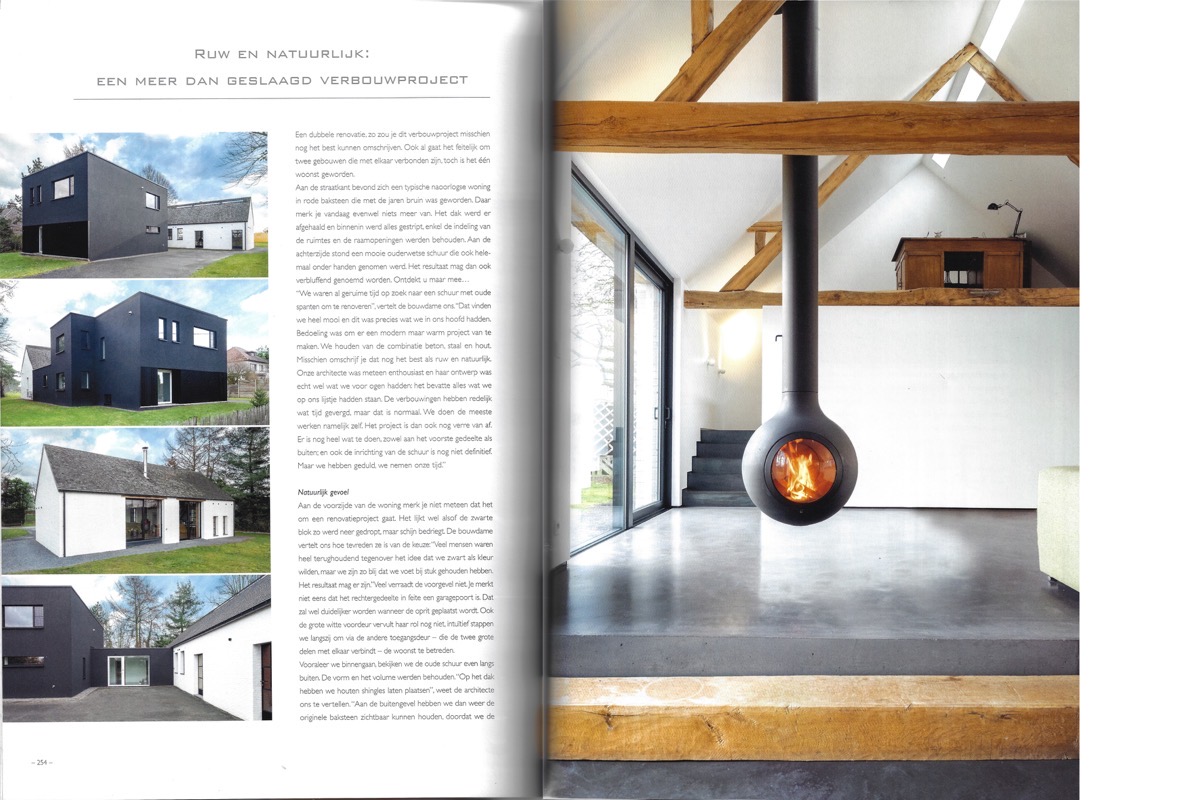 Ruw en natuurlijk:
een meer dan geslaagd verbouwproject
Een dubbele renovatie, zo zou je dit verbouwproject misschien
nog het best kunnen omschrijven. Ook al gaat het feitelijk om
twee gebouwen die met elkaar verbonden zijn, toch is het één
woonst geworden.
Aan de straatkant bevond zich een typische naoorlogse woning
in rode baksteen die met de jaren bruin was geworden. Daar
merk je vandaag evenwel niets meer van. Het dak werd er
afgehaald en binnenin werd alles gestript, enkel de indeling van
de ruimtes en de raamopeningen werden behouden. Aan de
achterzijde stond een mooie ouderwetse schuur die ook hele-
maal onder handen genomen werd. Het resultaat mag dan ook
verbluffend genoemd worden. Ontdekt u maar mee…
“We waren al geruime tijd op zoek naar een schuur met oude
spanten om te renoveren”, vertelt de bouwdame ons. “Dat vinden
we heel mooi en dit was precies wat we in ons hoofd hadden.
Bedoeling was om er een modern maar warm project van te
maken. We houden van de combinatie beton, staal en hout.
Misschien omschrijf je dat nog het best als ruw en natuurlijk.
Onze architecte was meteen enthousiast en haar ontwerp was
echt wel wat we voor ogen hadden: het bevatte alles wat we
op ons lijstje hadden staan. De verbouwingen hebben redelijk
wat tijd gevergd, maar dat is normaal. We doen de meeste
werken namelijk zelf. Het project is dan ook nog verre van af.
Er is nog heel wat te doen, zowel aan het voorste gedeelte als
buiten; en ook de inrichting van de schuur is nog niet definitief.
Maar we hebben geduld, we nemen onze tijd.”
Natuurlijk gevoel
Aan de voorzijde van de woning merk je niet meteen dat het
om een renovatieproject gaat. Het lijkt wel alsof de zwarte
blok zo werd neer gedropt, maar schijn bedriegt. De bouwdame
vertelt ons hoe tevreden ze is van de keuze: “Veel mensen waren
heel terughoudend tegenover het idee dat we zwart als kleur
wilden, maar we zijn zo blij dat we voet bij stuk gehouden hebben.
Het resultaat mag er zijn.” Veel verraadt de voorgevel niet. Je merkt
niet eens dat het rechtergedeelte in feite een garagepoort is. Dat
zal wel duidelijker worden wanneer de oprit geplaatst wordt. Ook
de grote witte voordeur vervult haar rol nog niet, intuïtief stappen
we langszij om via de andere toegangsdeur – die de twee grote
delen met elkaar verbindt – de woonst te betreden.
Vooraleer we binnengaan, bekijken we de oude schuur even langs
buiten. De vorm en het volume werden behouden. “Op het dak
hebben we houten shingles laten plaatsen”, weet de architecte
ons te vertellen. “Aan de buitengevel hebben we dan weer de
originele baksteen zichtbaar kunnen houden, doordat we de
– 254 –